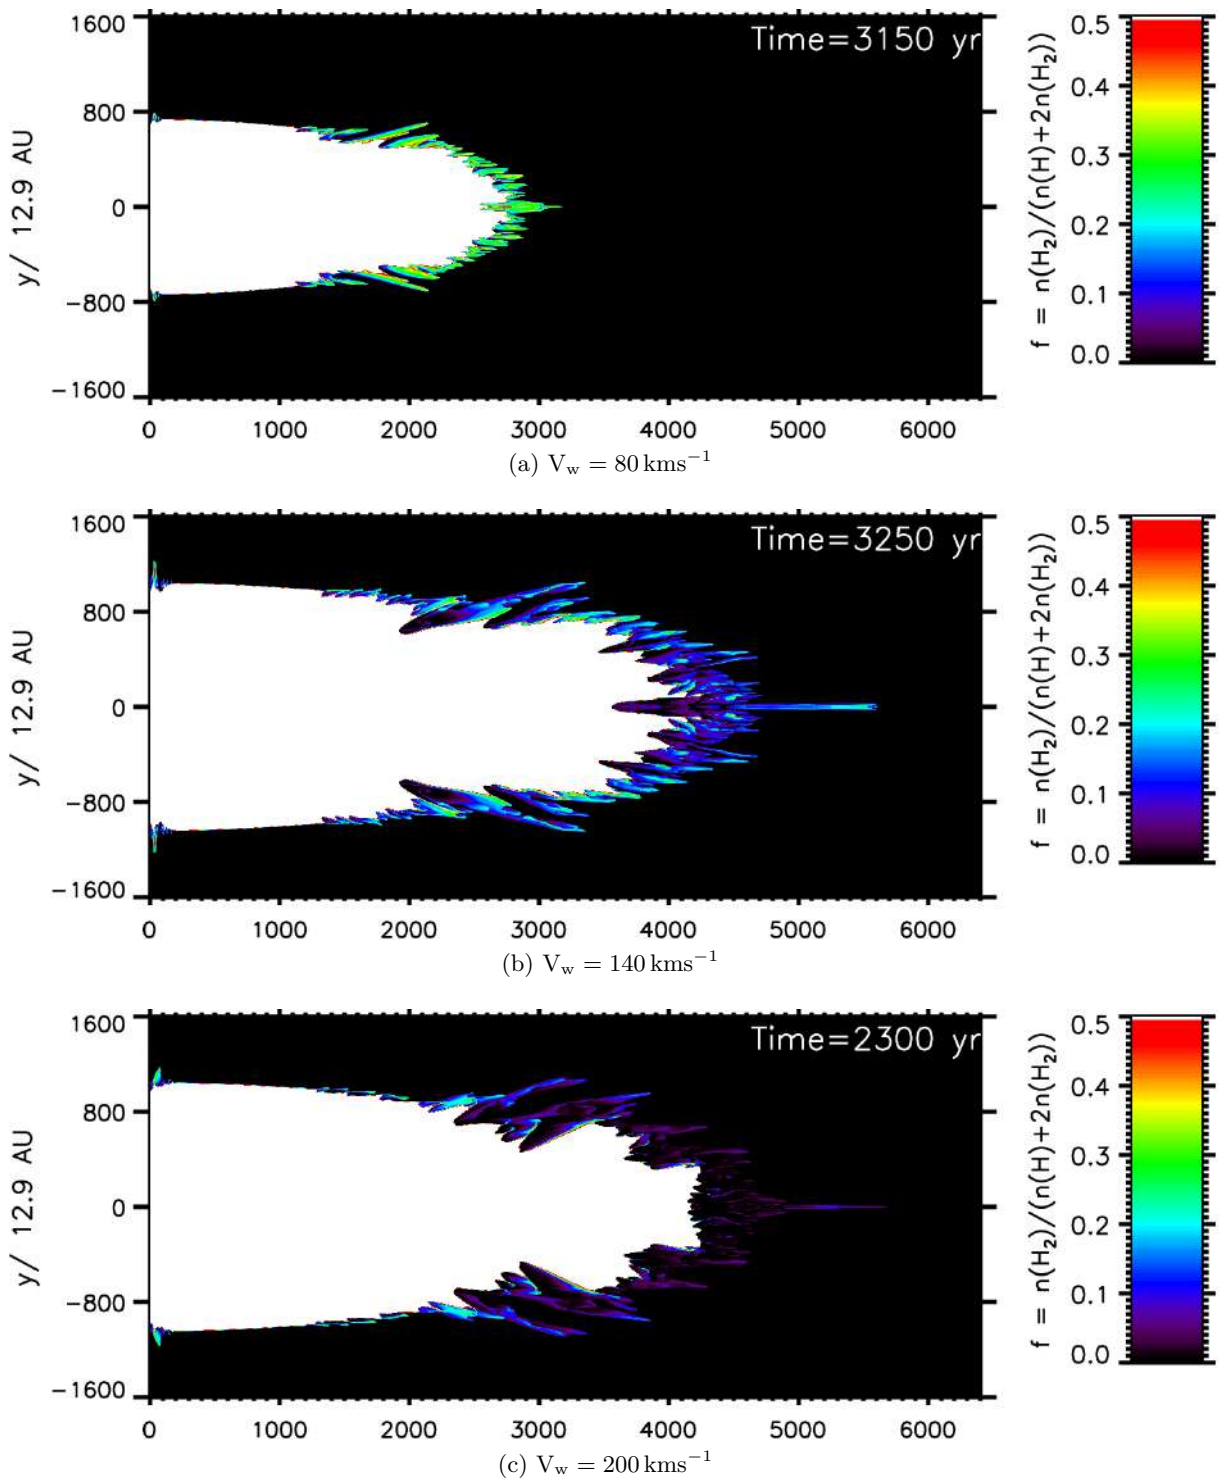 Time=3150 yr
1600
800
0
−800
−1600
y/ 12.9 AU
0 1000 2000 3000 4000 5000 6000
0.5
0.4
0.3
0.2
0.1
0.0
f = n(H₂)/(n(H)+2n(H₂))
(a) V_w = 80 kms⁻¹
Time=3250 yr
1600
800
0
−800
−1600
y/ 12.9 AU
0 1000 2000 3000 4000 5000 6000
0.5
0.4
0.3
0.2
0.1
0.0
f = n(H₂)/(n(H)+2n(H₂))
(b) V_w = 140 kms⁻¹
Time=2300 yr
1600
800
0
−800
−1600
y/ 12.9 AU
0 1000 2000 3000 4000 5000 6000
0.5
0.4
0.3
0.2
0.1
0.0
f = n(H₂)/(n(H)+2n(H₂))
(c) V_w = 200 kms⁻¹